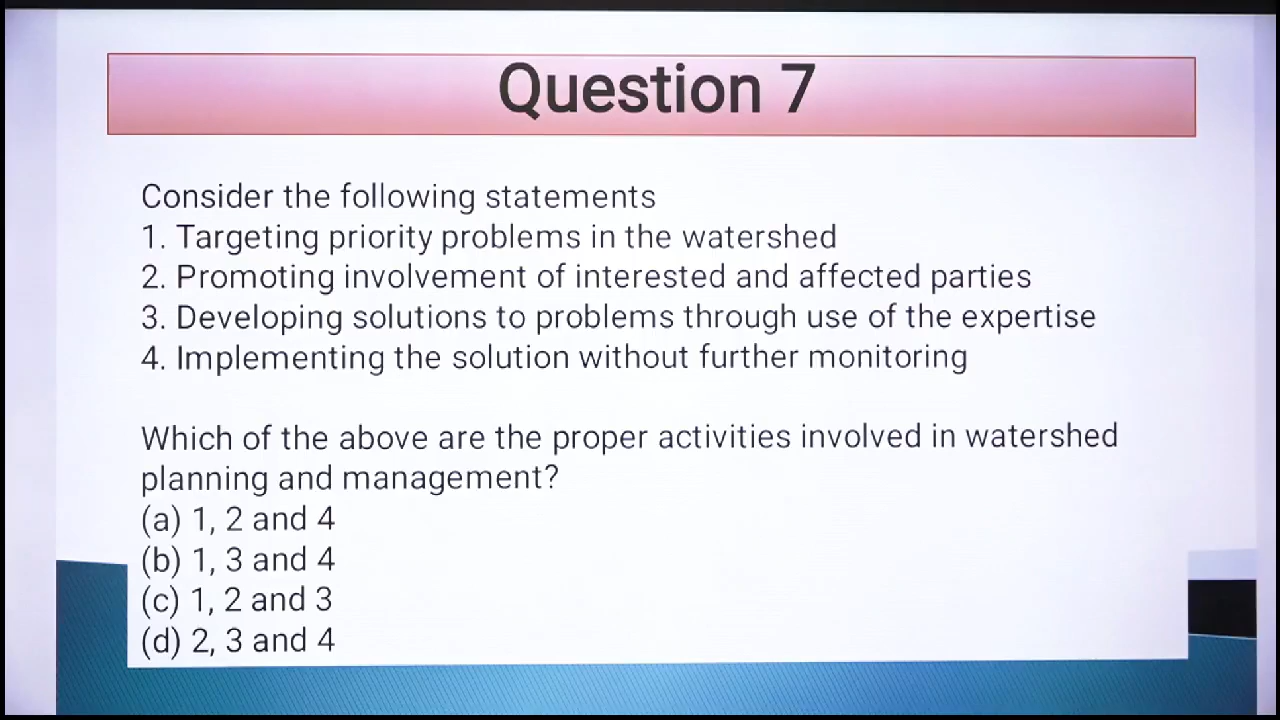 Question 7
Consider the following statements
1. Targeting priority problems in the watershed
2. Promoting involvement of interested and affected parties
3. Developing solutions to problems through use of the expertise
4. Implementing the solution without further monitoring
Which of the above are the proper activities involved in watershed
planning and management?
(a) 1, 2 and 4
(b) 1, 3 and 4
(c) 1, 2 and 3
(d) 2, 3 and 4